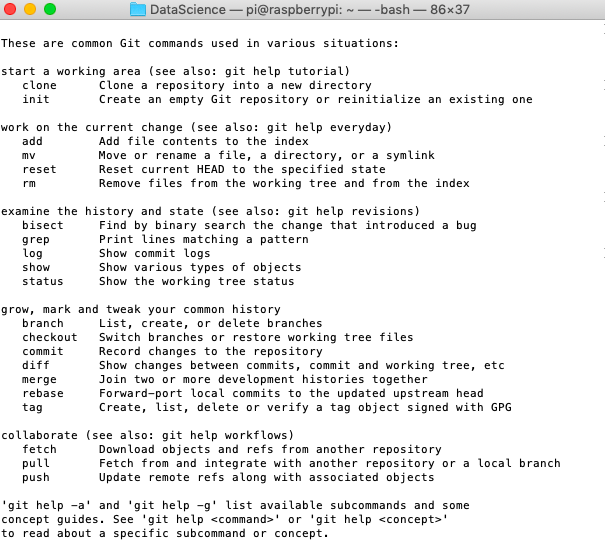 DataScience — pi@raspberrypi: ~ — -bash — 86×37
These are common Git commands used in various situations:
start a working area (see also: git help tutorial)
clone      Clone a repository into a new directory
init       Create an empty Git repository or reinitialize an existing one
work on the current change (see also: git help everyday)
add        Add file contents to the index
mv         Move or rename a file, a directory, or a symlink
reset      Reset current HEAD to the specified state
rm         Remove files from the working tree and from the index
examine the history and state (see also: git help revisions)
bisect     Find by binary search the change that introduced a bug
grep       Print lines matching a pattern
log        Show commit logs
show       Show various types of objects
status     Show the working tree status
grow, mark and tweak your common history
branch     List, create, or delete branches
checkout   Switch branches or restore working tree files
commit     Record changes to the repository
diff       Show changes between commits, commit and working tree, etc
merge      Join two or more development histories together
rebase     Forward-port local commits to the updated upstream head
tag        Create, list, delete or verify a tag object signed with GPG
collaborate (see also: git help workflows)
fetch      Download objects and refs from another repository
pull       Fetch from and integrate with another repository or a local branch
push       Update remote refs along with associated objects
'git help -a' and 'git help -g' list available subcommands and some
concept guides. See 'git help <command>' or 'git help <concept>'
to read about a specific subcommand or concept.